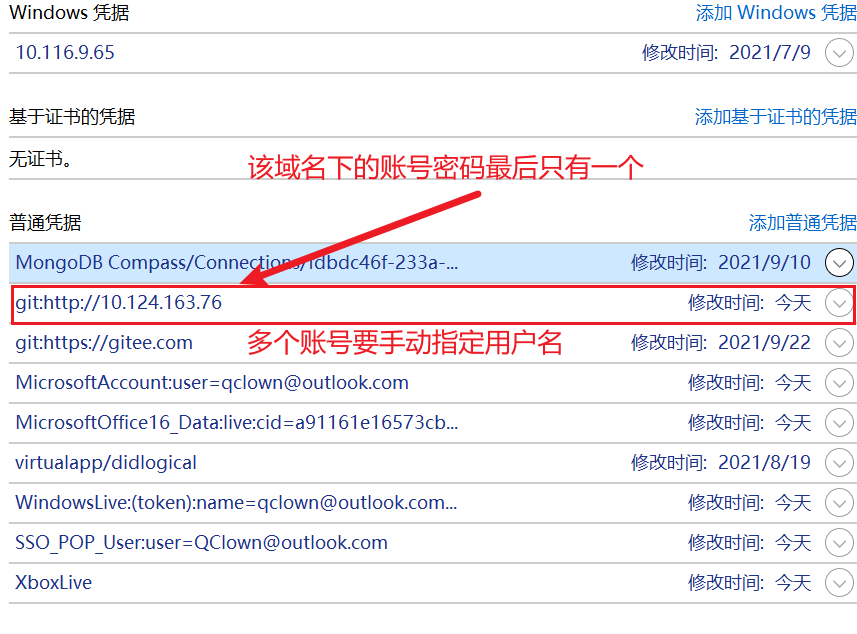 Windows 凭据 添加 Windows 凭据
10.116.9.65 修改时间: 2021/7/9
基于证书的凭据 添加基于证书的凭据
无证书。
该域名下的账号密码最后只有一个
普通凭据 添加普通凭据
MongoDB Compass/Connections/fdbdc46f-233a-... 修改时间: 2021/9/10
git:http://10.124.163.76 修改时间: 今天
git:https://gitee.com 修改时间: 2021/9/22
多个账号要手动指定用户名
MicrosoftAccount:user=qclown@outlook.com 修改时间: 今天
MicrosoftOffice16_Data:live:cid=a91161e16573cb... 修改时间: 今天
virtualapp/didlogical 修改时间: 2021/8/19
WindowsLive:(token):name=qclown@outlook.com... 修改时间: 今天
SSO_POP_User:user=QClown@outlook.com 修改时间: 今天
XboxLive 修改时间: 今天